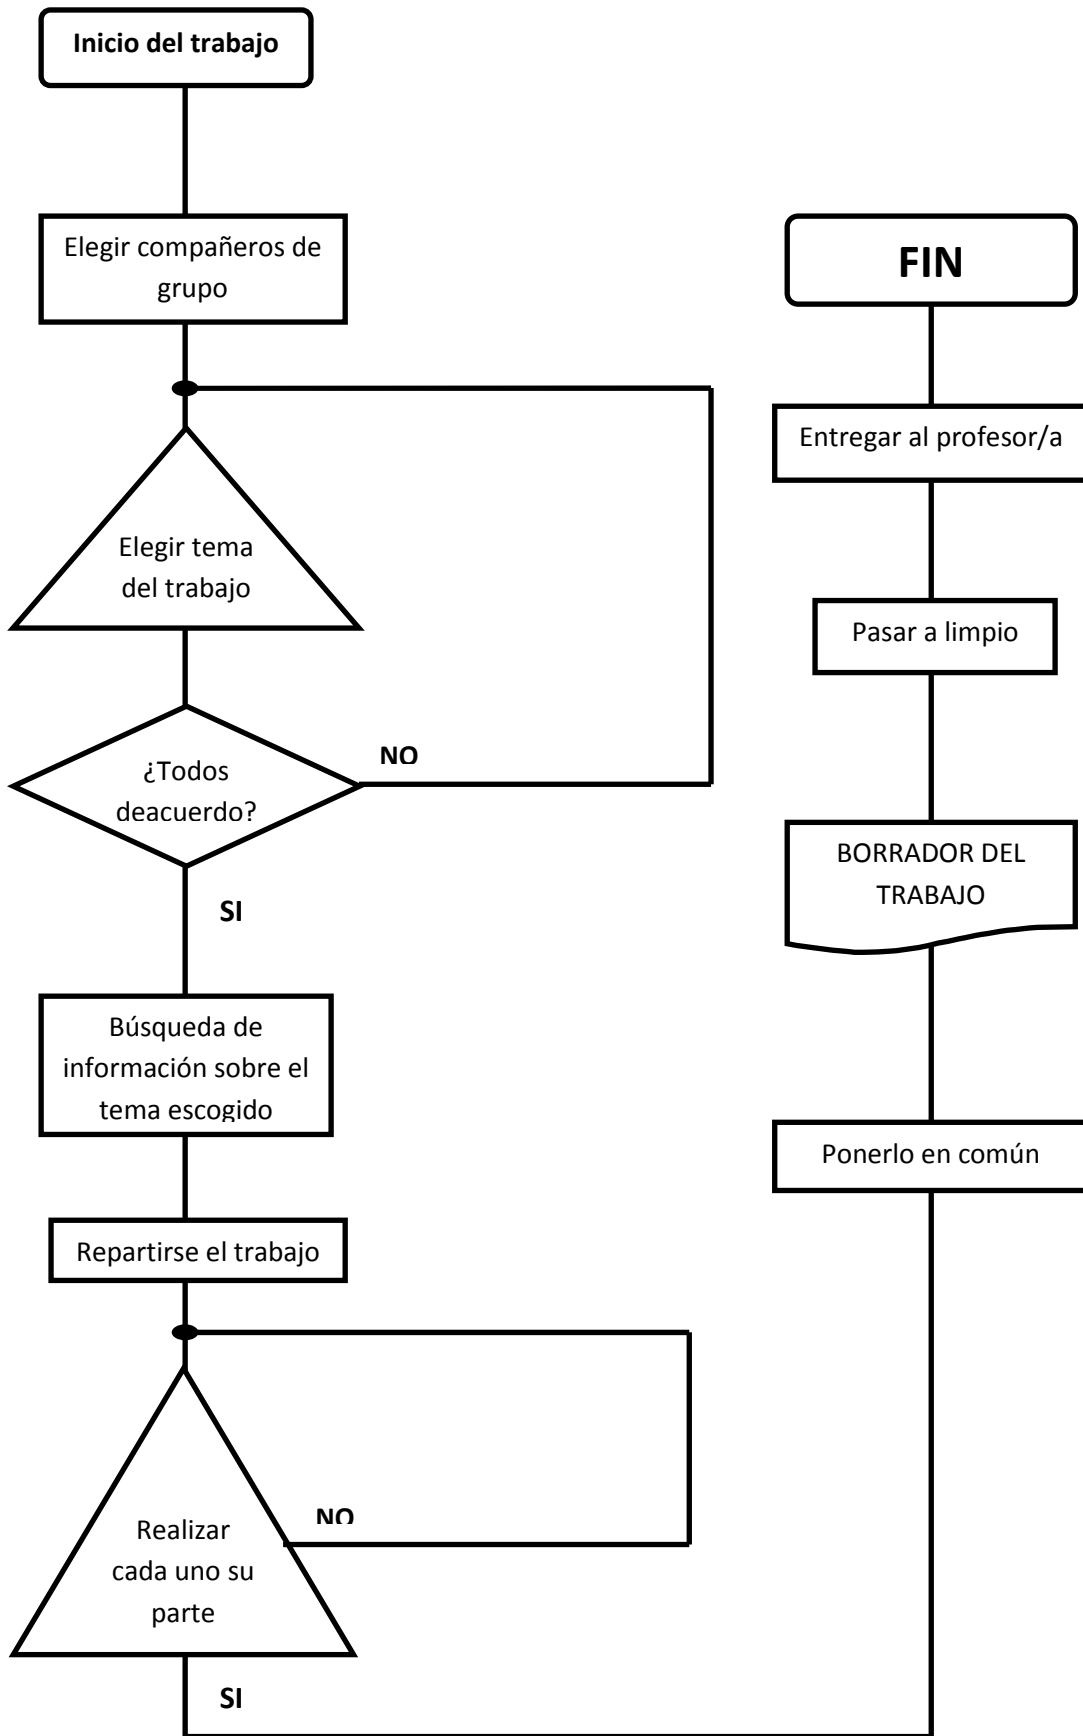 Inicio del trabajo
Elegir compañeros de
grupo
Elegir tema
del trabajo
¿Todos
deacuerdo?
NO
SI
Búsqueda de
información sobre el
tema escogido
Repartirse el trabajo
NO
Realizar
cada uno su
parte
SI
FIN
Entregar al profesor/a
Pasar a limpio
BORRADOR DEL
TRABAJO
Ponerlo en común